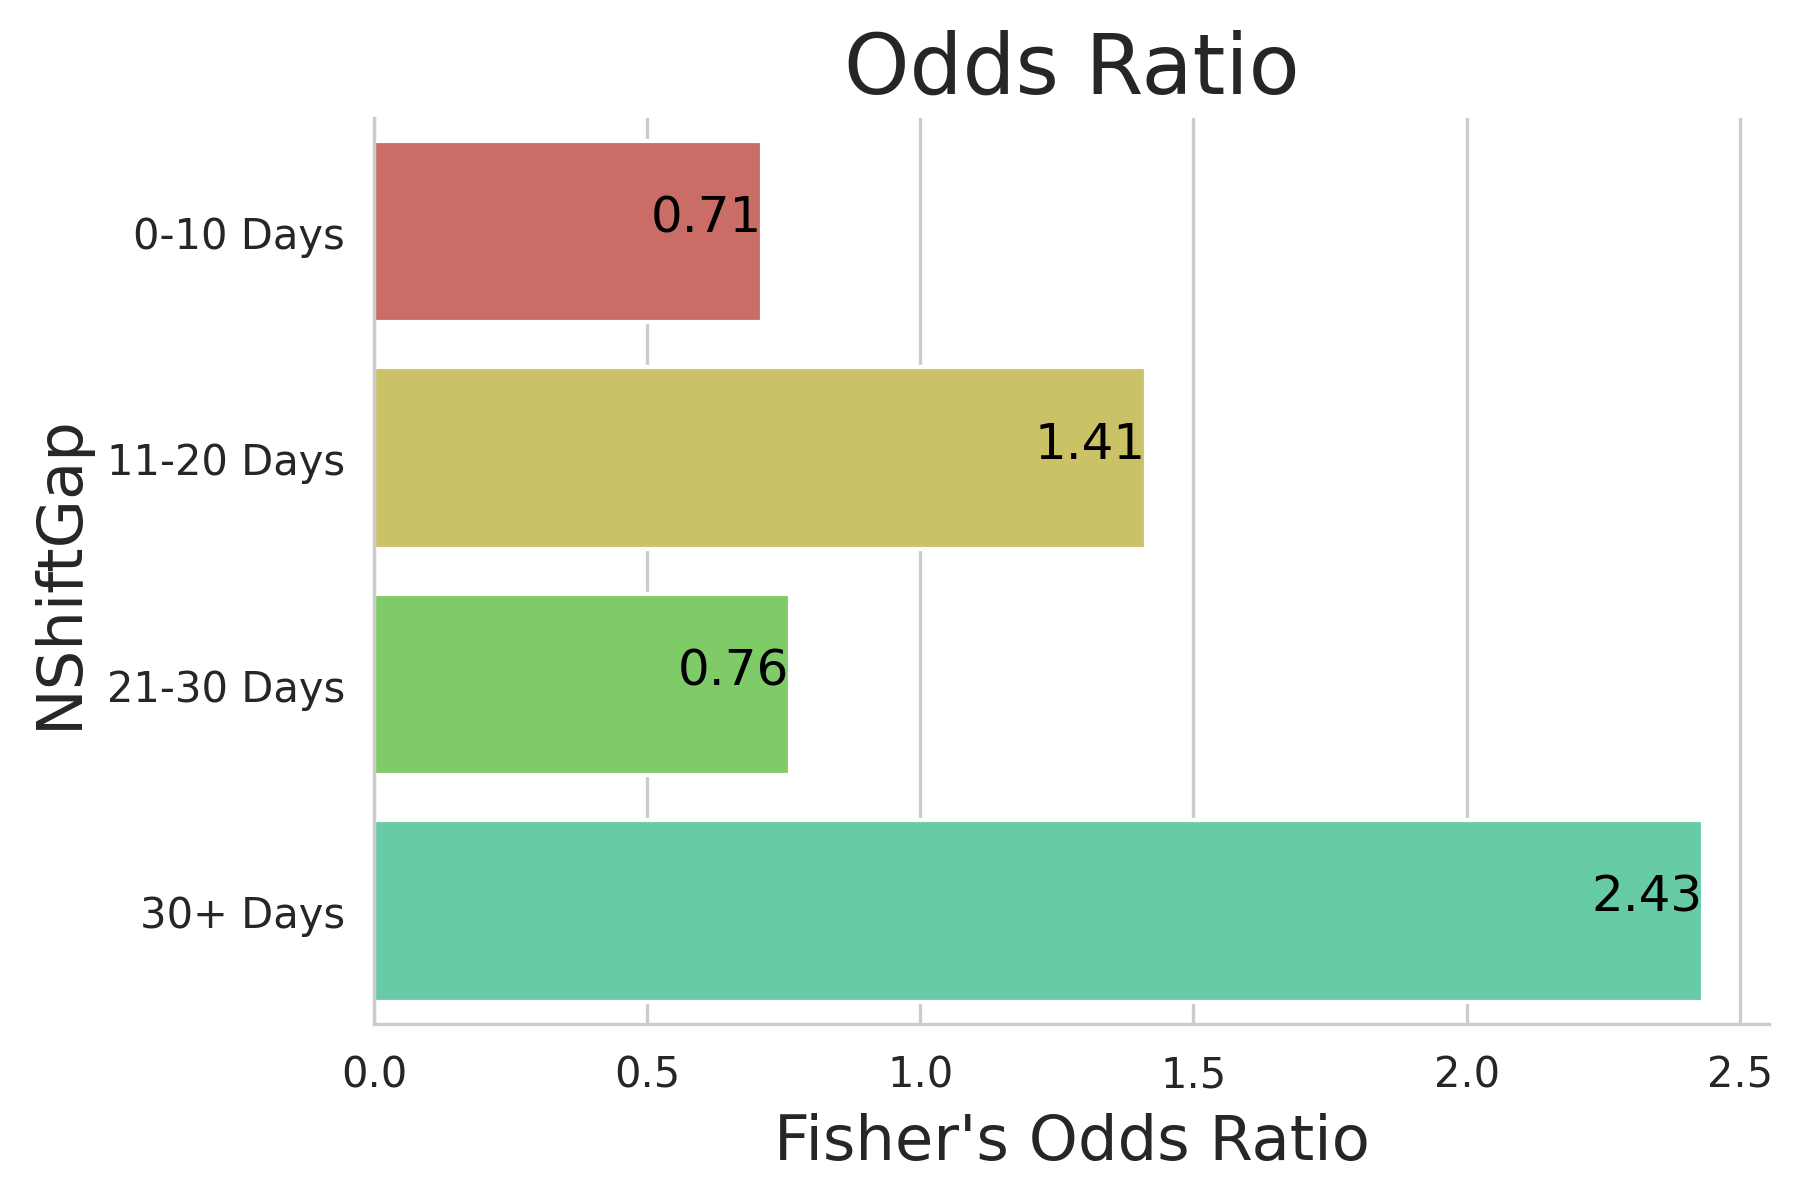 Odds Ratio
NShiftGap
0-10 Days
0.71
11-20 Days
1.41
21-30 Days
0.76
30+ Days
2.43
0.0 0.5 1.0 1.5 2.0 2.5
Fisher's Odds Ratio